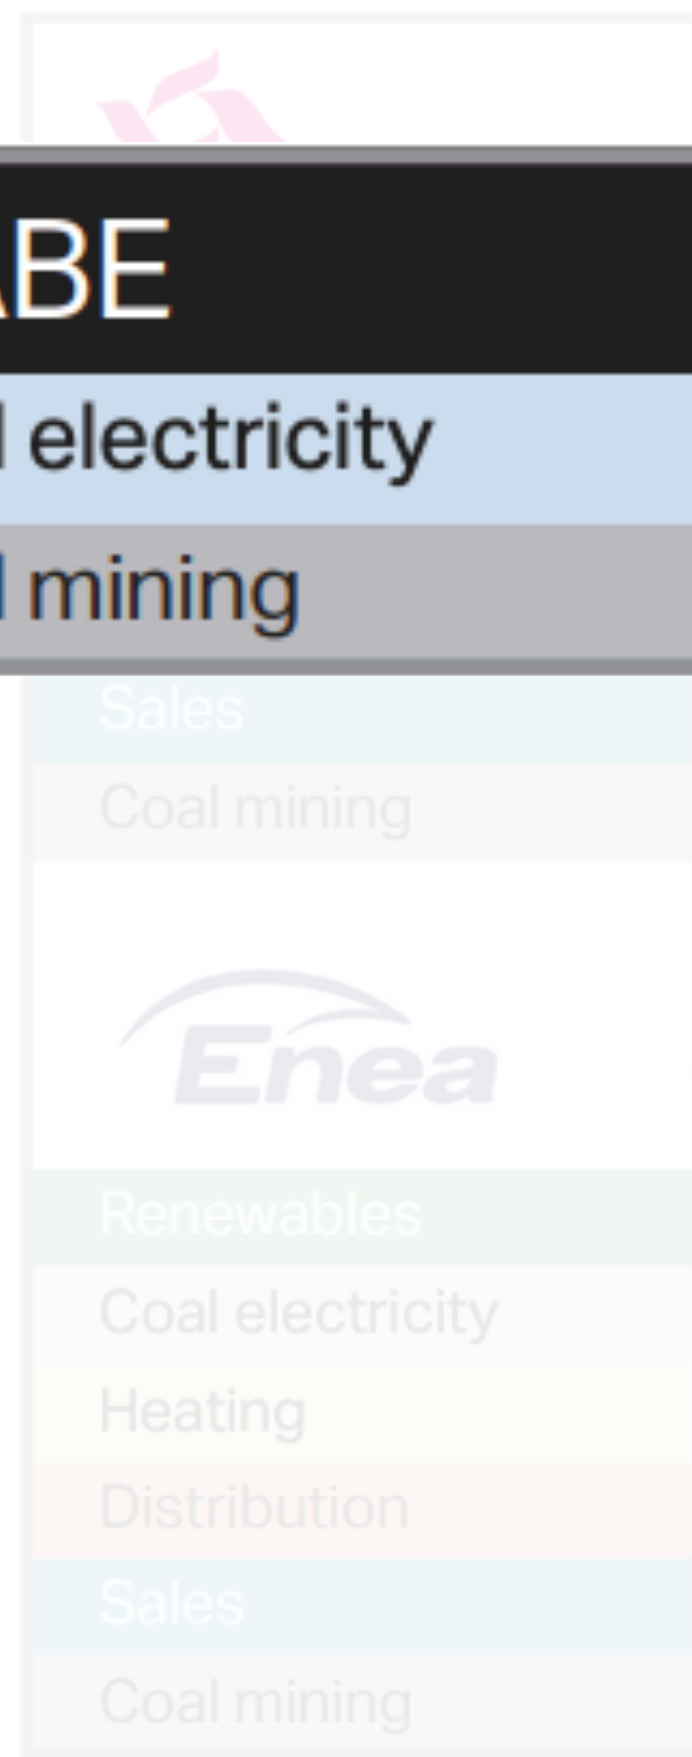 ABE
l electricity
l mining
Sales
Coal mining
Enea
Renewables
Coal electricity
Heating
Distribution
Sales
Coal mining